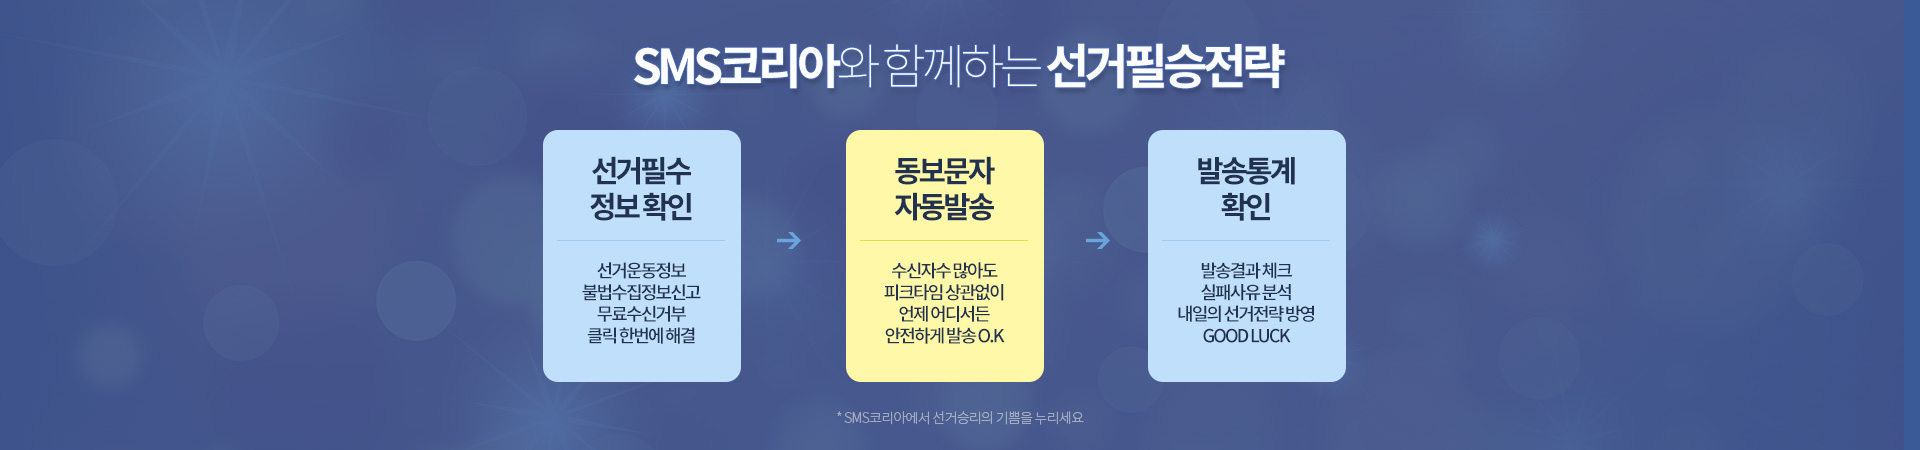 SMS코리아와 함께하는 선거필승전략
선거필수
정보 확인
선거운동정보
불법수집정보신고
무료수신거부
클릭 한번에 해결
동보문자
자동발송
수신자수 많아도
피크타임 상관없이
언제 어디서든
안전하게 발송 O.K
발송통계
확인
발송결과 체크
실패사유 분석
내일의 선거전략 방영
GOOD LUCK
* SMS코리아에서 선거승리의 기쁨을 누리세요